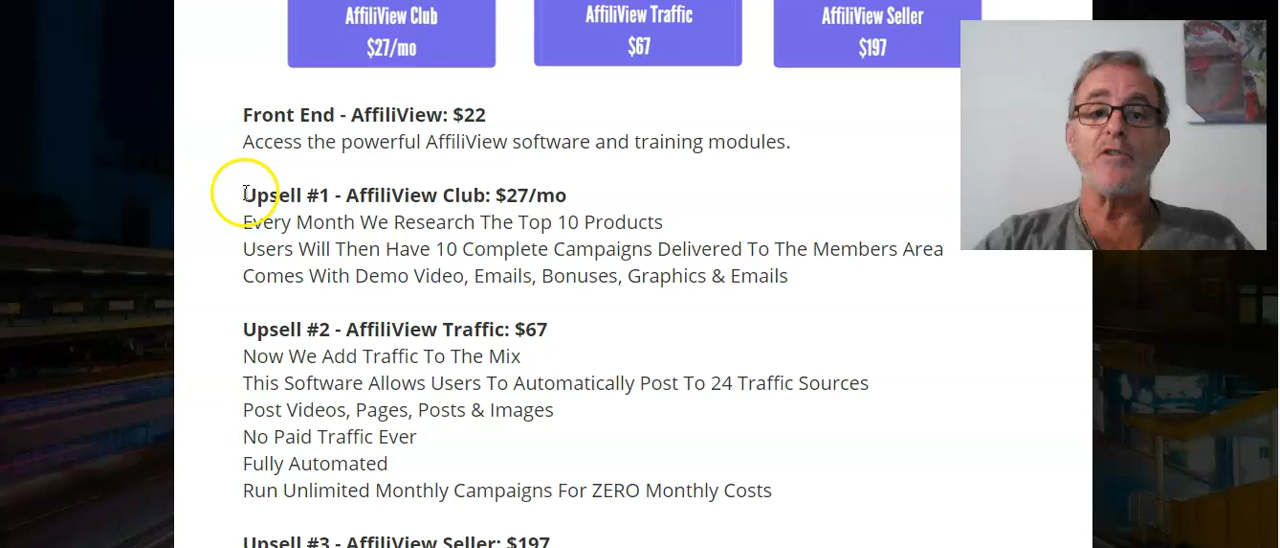 AffiliView Club
$27/mo
AffiliView Traffic
$67
AffiliView Seller
$197
Front End - AffiliView: $22
Access the powerful AffiliView software and training modules.
Upsell #1 - AffiliView Club: $27/mo
Every Month We Research The Top 10 Products
Users Will Then Have 10 Complete Campaigns Delivered To The Members Area
Comes With Demo Video, Emails, Bonuses, Graphics & Emails
Upsell #2 - AffiliView Traffic: $67
Now We Add Traffic To The Mix
This Software Allows Users To Automatically Post To 24 Traffic Sources
Post Videos, Pages, Posts & Images
No Paid Traffic Ever
Fully Automated
Run Unlimited Monthly Campaigns For ZERO Monthly Costs
Upsell #3 - AffiliView Seller: $197